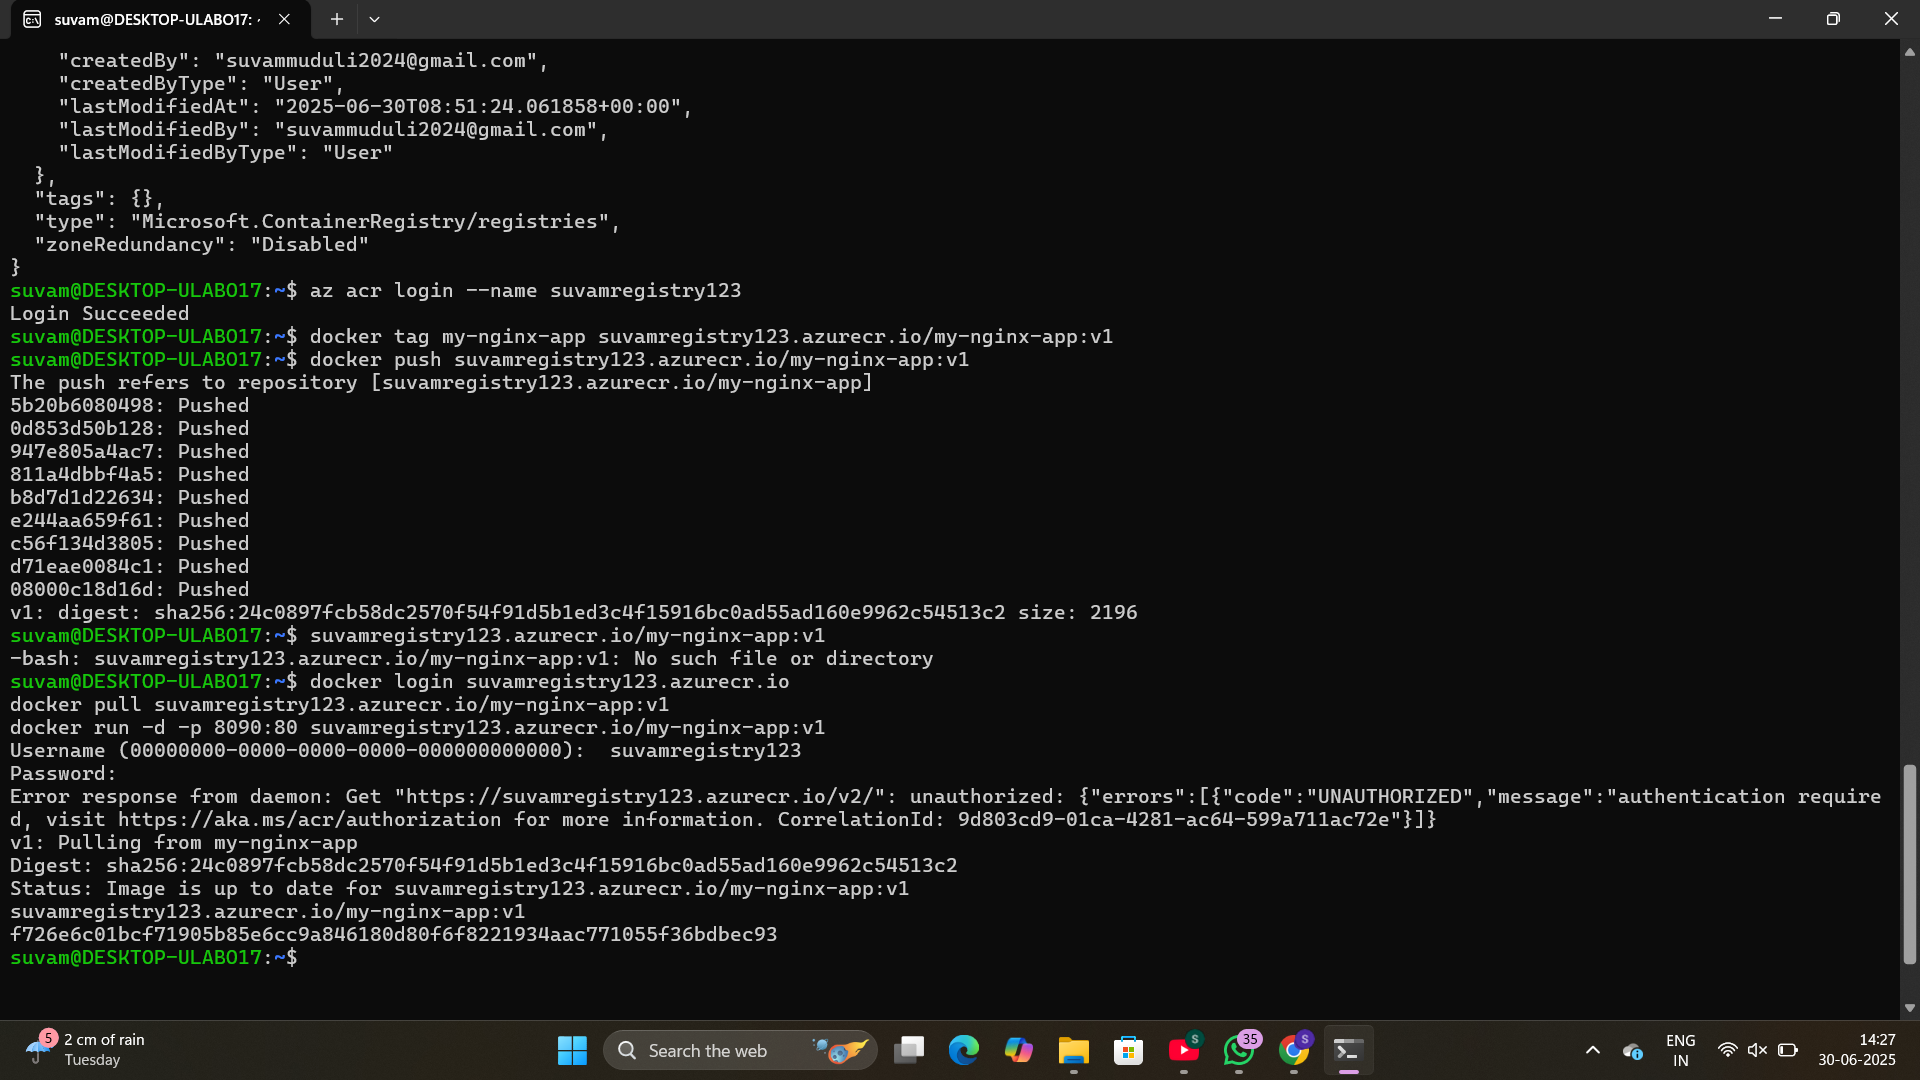 suvam@DESKTOP-ULABO17: ~
"createdBy": "suvammuduli2024@gmail.com",
"createdByType": "User",
"lastModifiedAt": "2025-06-30T08:51:24.061858+00:00",
"lastModifiedBy": "suvammuduli2024@gmail.com",
"lastModifiedByType": "User"
},
"tags": {},
"type": "Microsoft.ContainerRegistry/registries",
"zoneRedundancy": "Disabled"
}
suvam@DESKTOP-ULABO17:~$ az acr login --name suvamregistry123
Login Succeeded
suvam@DESKTOP-ULABO17:~$ docker tag my-nginx-app suvamregistry123.azurecr.io/my-nginx-app:v1
suvam@DESKTOP-ULABO17:~$ docker push suvamregistry123.azurecr.io/my-nginx-app:v1
The push refers to repository [suvamregistry123.azurecr.io/my-nginx-app]
5b20b6080498: Pushed
0d853d50b128: Pushed
947e805a4ac7: Pushed
811a4dbbf4a5: Pushed
b8d7d1d22634: Pushed
e244aa659f61: Pushed
c56f134d3805: Pushed
d71eae0084c1: Pushed
08000c18d16d: Pushed
v1: digest: sha256:24c0897fcb58dc2570f54f91d5b1ed3c4f15916bc0ad55ad160e9962c54513c2 size: 2196
suvam@DESKTOP-ULABO17:~$ suvamregistry123.azurecr.io/my-nginx-app:v1
-bash: suvamregistry123.azurecr.io/my-nginx-app:v1: No such file or directory
suvam@DESKTOP-ULABO17:~$ docker login suvamregistry123.azurecr.io
docker pull suvamregistry123.azurecr.io/my-nginx-app:v1
docker run -d -p 8090:80 suvamregistry123.azurecr.io/my-nginx-app:v1
Username (00000000-0000-0000-0000-000000000000):  suvamregistry123
Password:
Error response from daemon: Get "https://suvamregistry123.azurecr.io/v2/": unauthorized: {"errors":[{"code":"UNAUTHORIZED","message":"authentication require
d, visit https://aka.ms/acr/authorization for more information. CorrelationId: 9d803cd9-01ca-4281-ac64-599a711ac72e"}]}
v1: Pulling from my-nginx-app
Digest: sha256:24c0897fcb58dc2570f54f91d5b1ed3c4f15916bc0ad55ad160e9962c54513c2
Status: Image is up to date for suvamregistry123.azurecr.io/my-nginx-app:v1
suvamregistry123.azurecr.io/my-nginx-app:v1
f726e6c01bcf71905b85e6cc9a846180d80f6f8221934aac771055f36bdbec93
suvam@DESKTOP-ULABO17:~$
5
2 cm of rain
Tuesday
Search the web
S
35
S
ENG
IN
14:27
30-06-2025